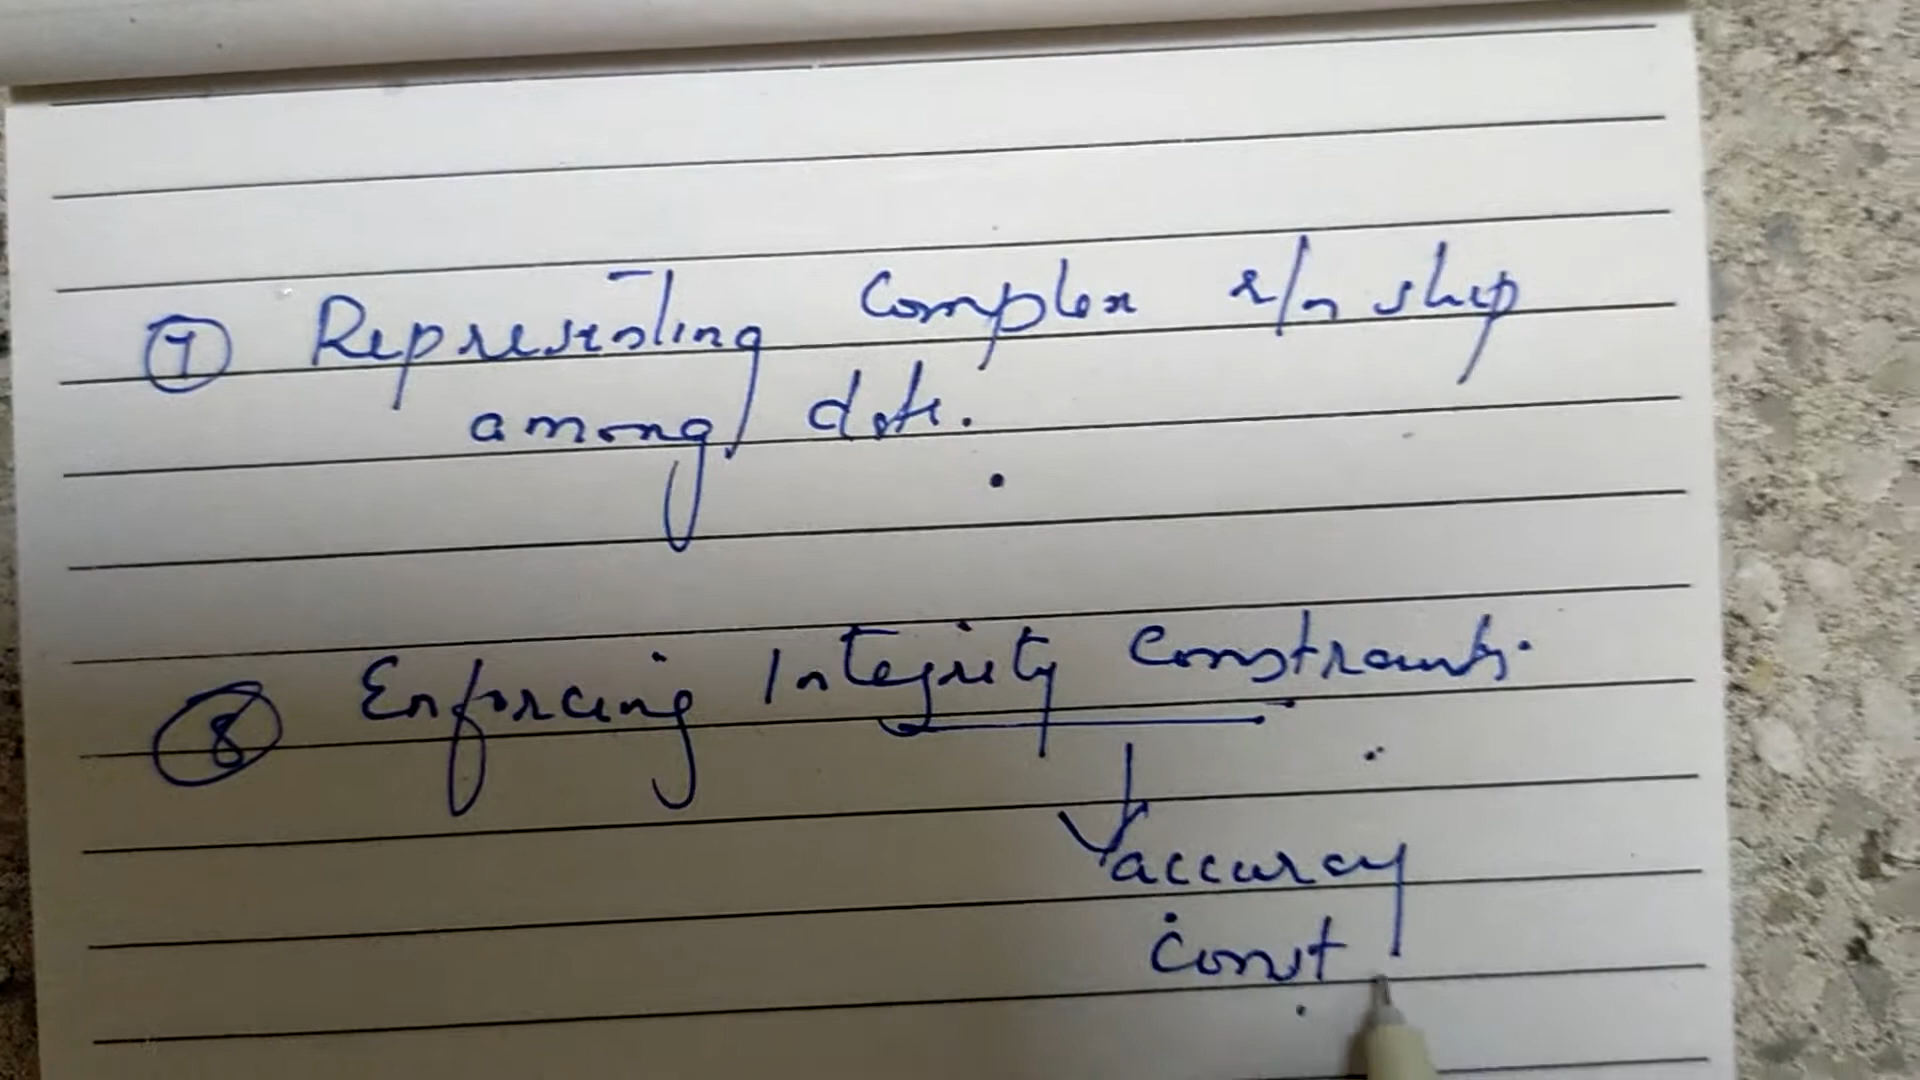 ⑦ Representing Complex r/n ship
among data.
⑧ Enforcing Integrity Constraints.
accuracy
const